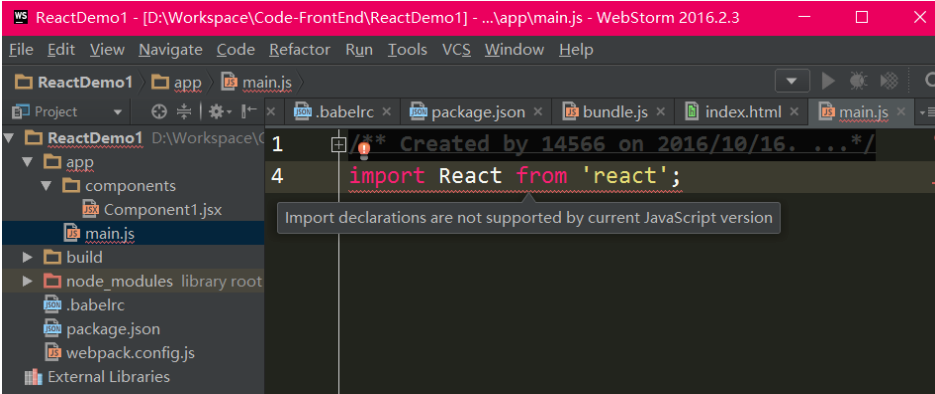 ReactDemo1 - [D:\Workspace\Code-FrontEnd\ReactDemo1] - ...\app\main.js - WebStorm 2016.2.3
File Edit View Navigate Code Refactor Run Tools VCS Window Help
ReactDemo1 app main.js
Project .babelrc package.json bundle.js index.html main.js
ReactDemo1 D:\Workspace\
app
components
Component1.jsx
main.js
build
node_modules library root
.babelrc
package.json
webpack.config.js
External Libraries
1 /** Created by 14566 on 2016/10/16. ...*/
4 import React from 'react';
Import declarations are not supported by current JavaScript version